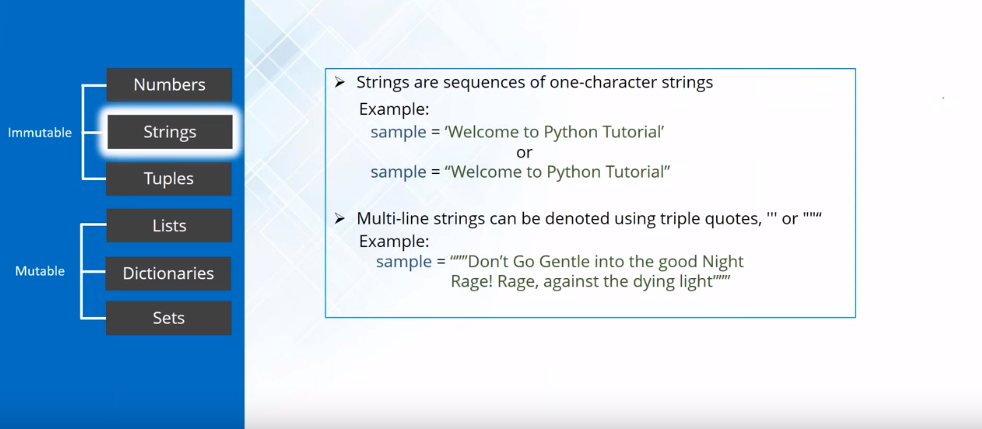 Numbers
Immutable
Strings
Tuples
Lists
Mutable
Dictionaries
Sets
➢ Strings are sequences of one-character strings
Example:
sample = ‘Welcome to Python Tutorial’
or
sample = “Welcome to Python Tutorial”
➢ Multi-line strings can be denoted using triple quotes, ''' or ""“
Example:
sample = “””Don’t Go Gentle into the good Night
Rage! Rage, against the dying light”””